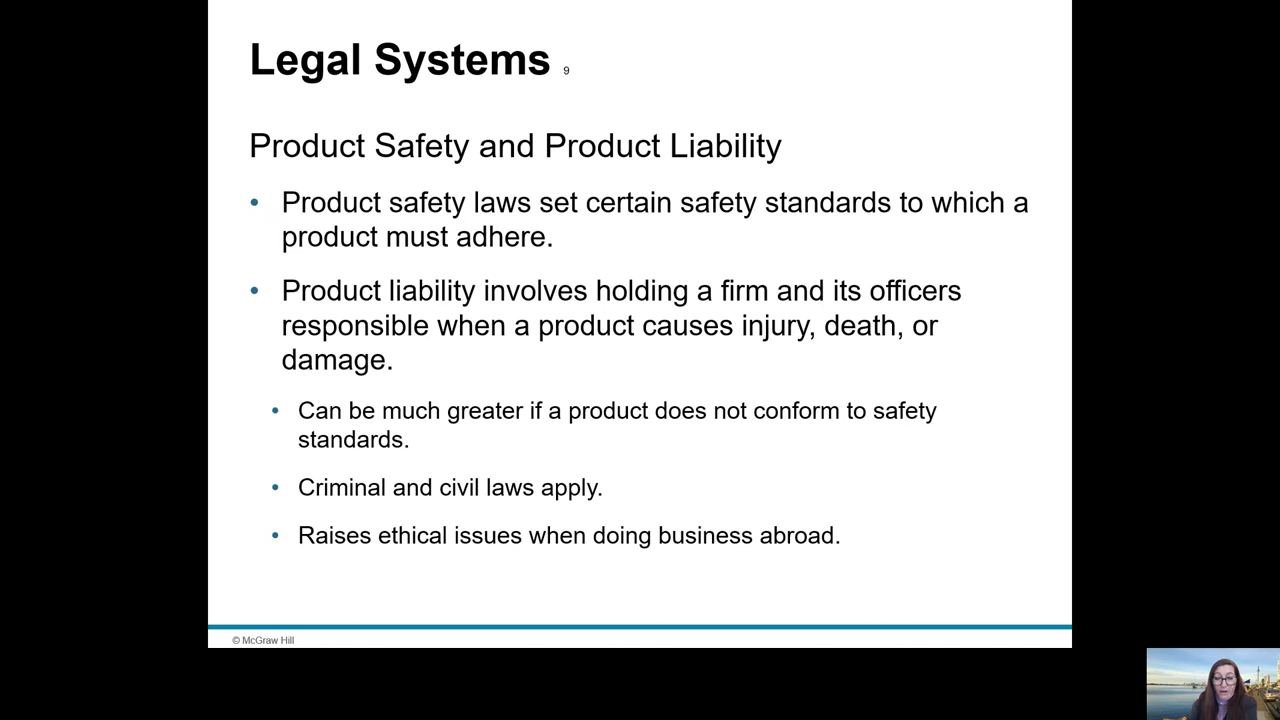 Legal Systems 9
Product Safety and Product Liability
• Product safety laws set certain safety standards to which a
product must adhere.
• Product liability involves holding a firm and its officers
responsible when a product causes injury, death, or
damage.
• Can be much greater if a product does not conform to safety
standards.
• Criminal and civil laws apply.
• Raises ethical issues when doing business abroad.
© McGraw Hill